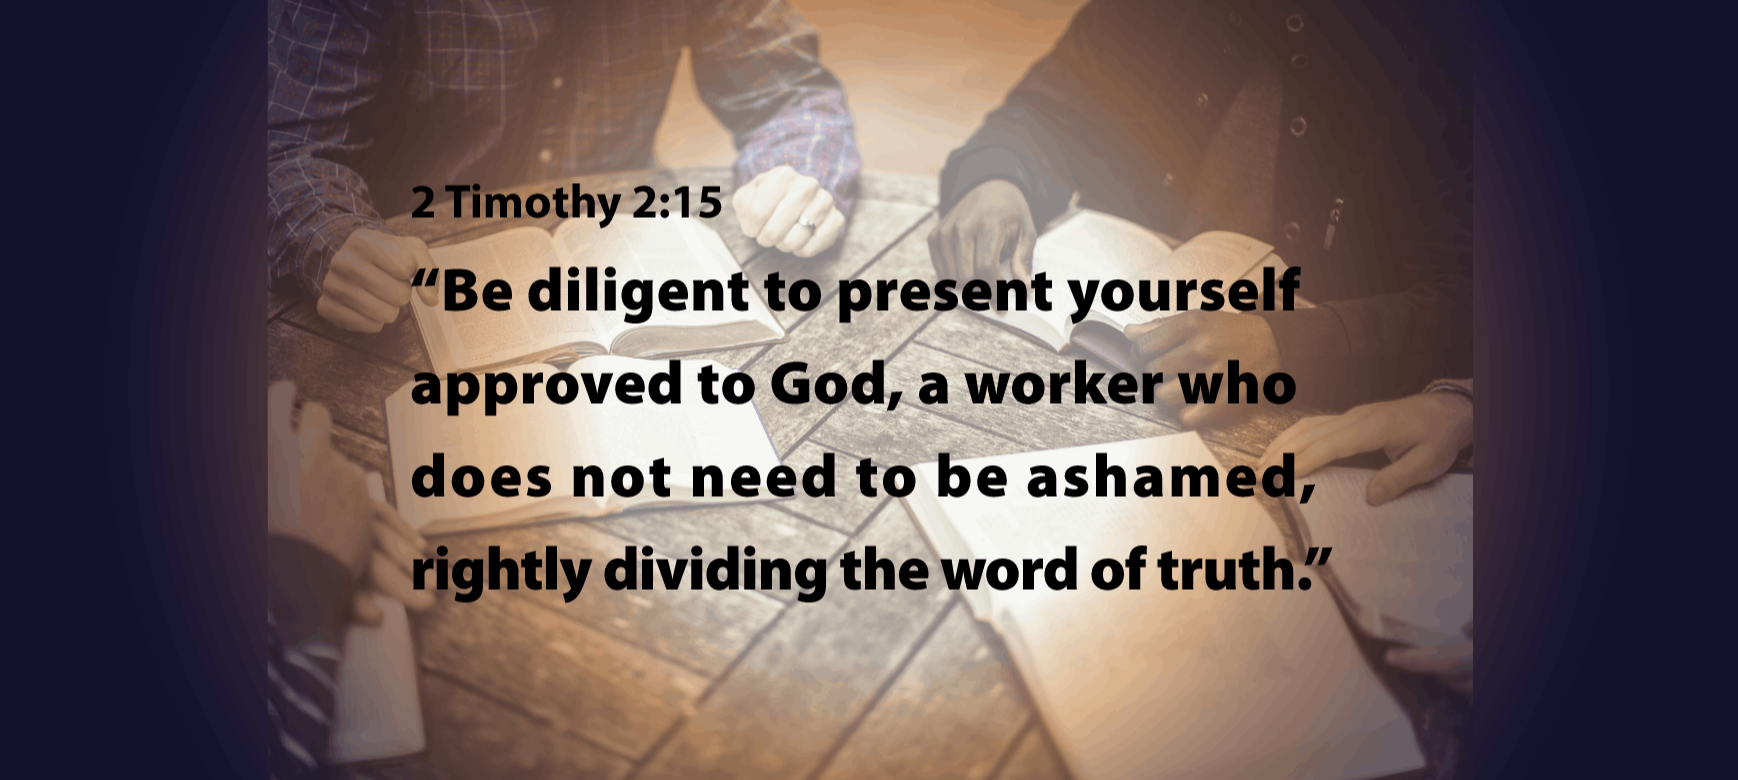 2 Timothy 2:15
“Be diligent to present yourself
approved to God, a worker who
does not need to be ashamed,
rightly dividing the word of truth.”